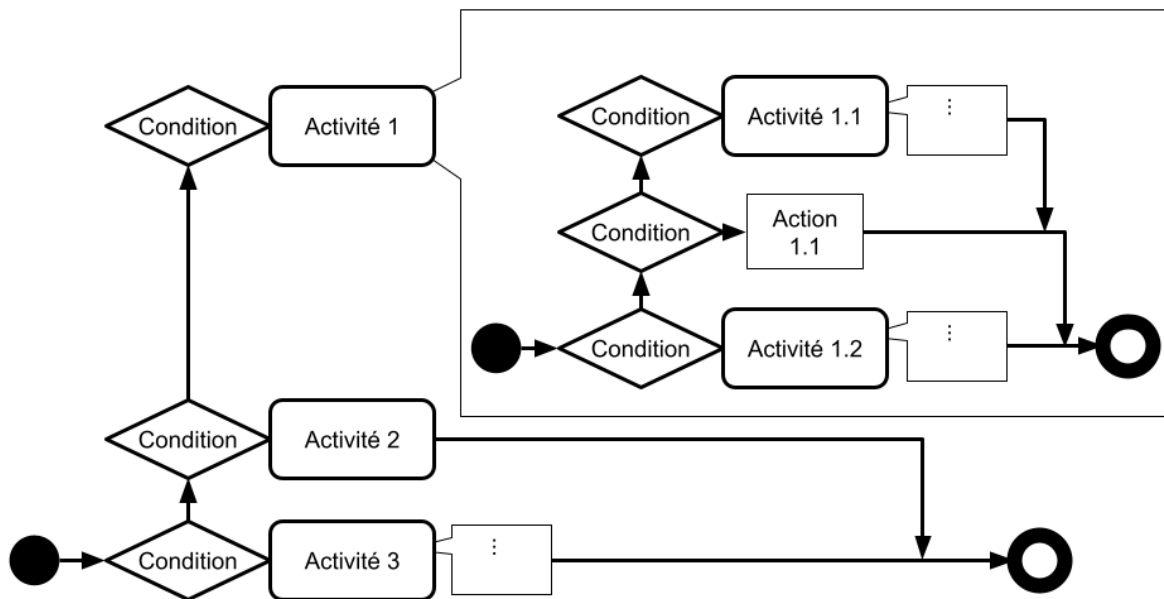 Condition
Activité 1
Condition
Activité 1.1
⋮
Condition
Action
1.1
Condition
Activité 1.2
⋮
Condition
Activité 2
Condition
Activité 3
⋮